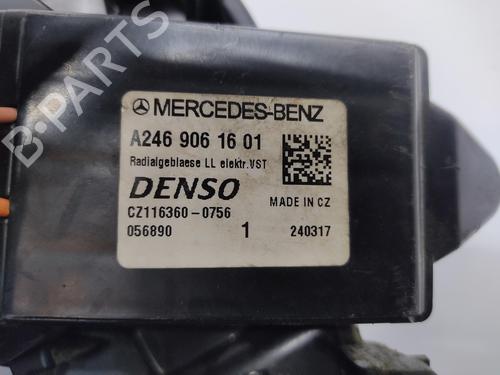 MERCEDES-BENZ
A246 906 16 01
Radialgeblaese LL elektr.VST
DENSO
MADE IN CZ
CZ116360-0756
056890 1 240317